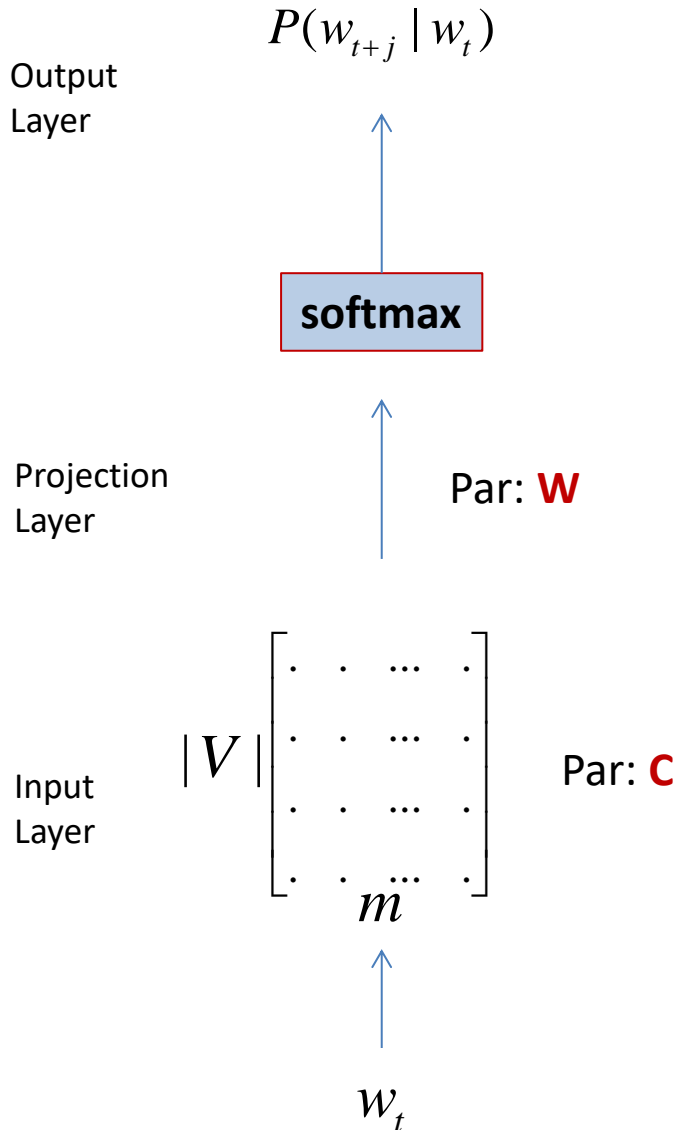 P(w_{t+j} | w_t)
Output
Layer
softmax
Projection
Layer
Par: W
. . ... .
. . ... .
|V|
Input
Layer
Par: C
. . ... .
. . ... .
m
w_t